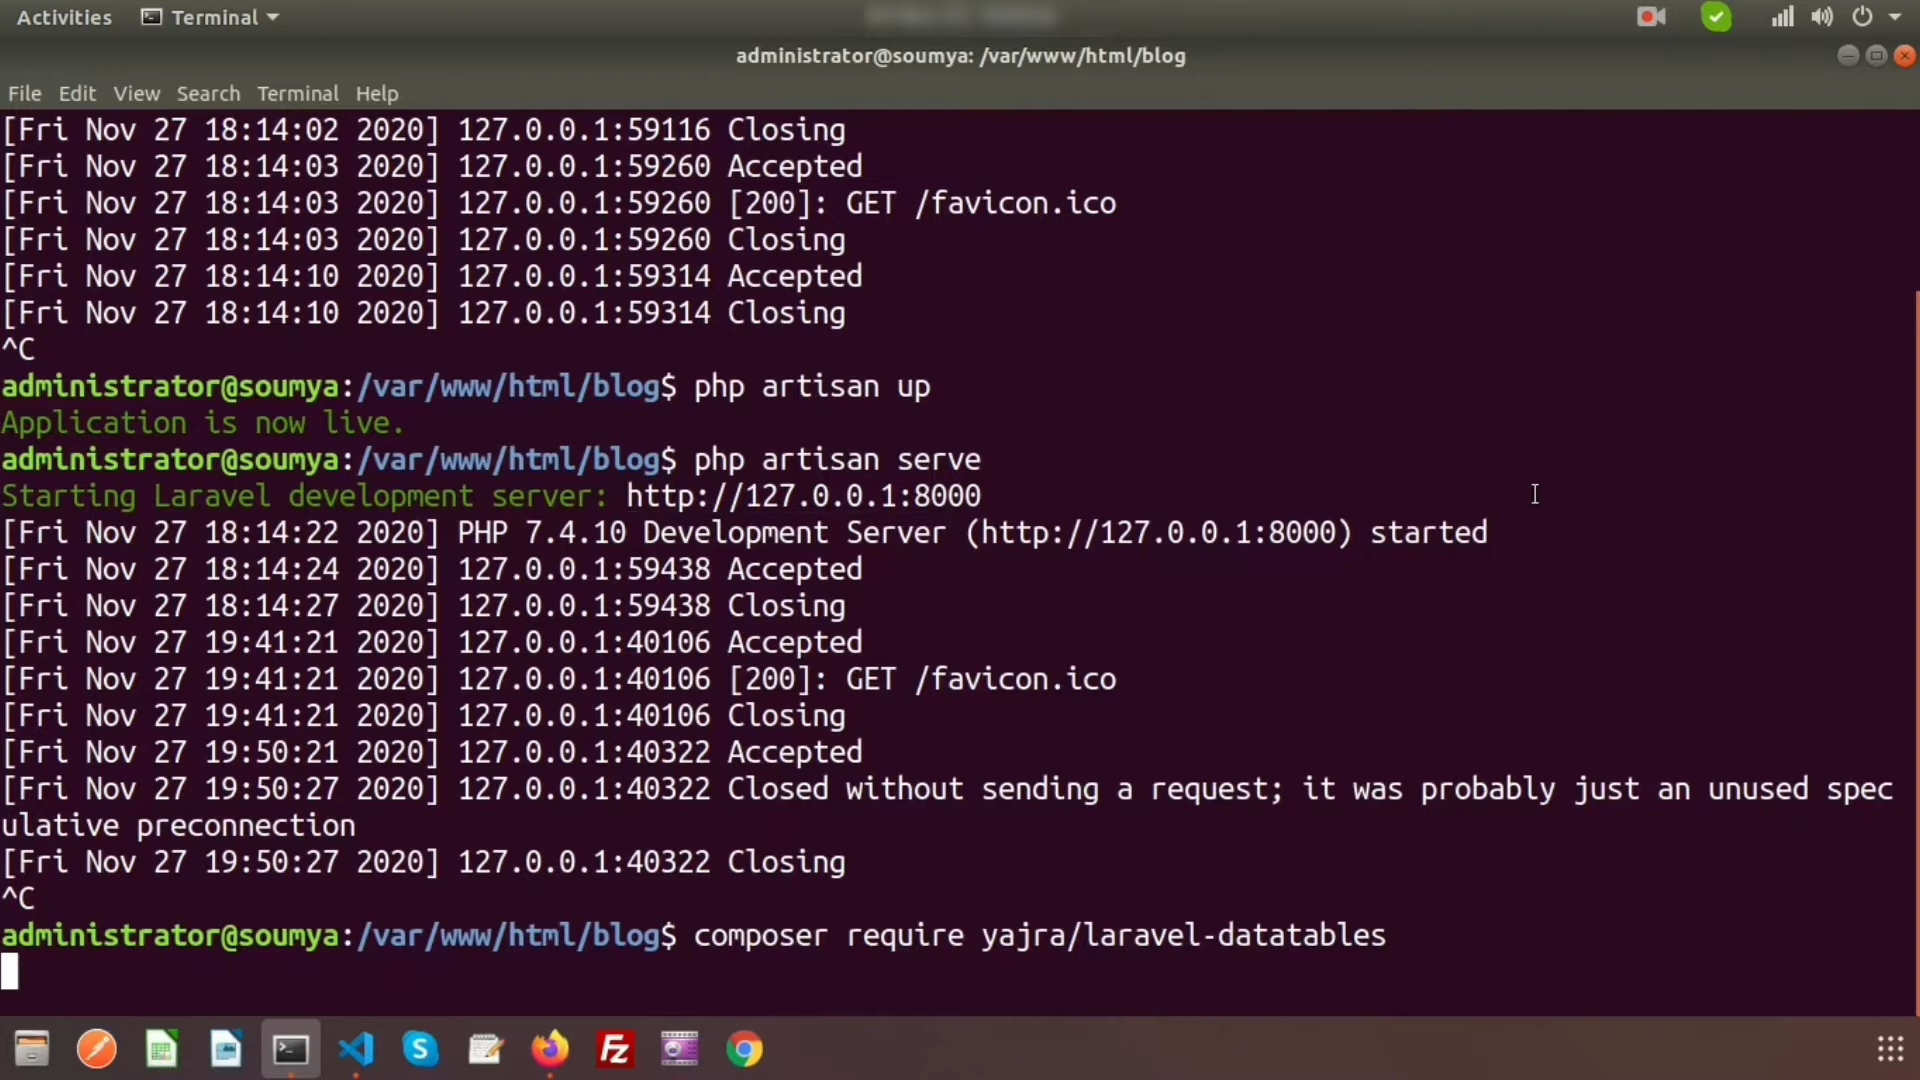 Activities Terminal
administrator@soumya: /var/www/html/blog
File Edit View Search Terminal Help
[Fri Nov 27 18:14:02 2020] 127.0.0.1:59116 Closing
[Fri Nov 27 18:14:03 2020] 127.0.0.1:59260 Accepted
[Fri Nov 27 18:14:03 2020] 127.0.0.1:59260 [200]: GET /favicon.ico
[Fri Nov 27 18:14:03 2020] 127.0.0.1:59260 Closing
[Fri Nov 27 18:14:10 2020] 127.0.0.1:59314 Accepted
[Fri Nov 27 18:14:10 2020] 127.0.0.1:59314 Closing
^C
administrator@soumya:/var/www/html/blog$ php artisan up
Application is now live.
administrator@soumya:/var/www/html/blog$ php artisan serve
Starting Laravel development server: http://127.0.0.1:8000
[Fri Nov 27 18:14:22 2020] PHP 7.4.10 Development Server (http://127.0.0.1:8000) started
[Fri Nov 27 18:14:24 2020] 127.0.0.1:59438 Accepted
[Fri Nov 27 18:14:27 2020] 127.0.0.1:59438 Closing
[Fri Nov 27 19:41:21 2020] 127.0.0.1:40106 Accepted
[Fri Nov 27 19:41:21 2020] 127.0.0.1:40106 [200]: GET /favicon.ico
[Fri Nov 27 19:41:21 2020] 127.0.0.1:40106 Closing
[Fri Nov 27 19:50:21 2020] 127.0.0.1:40322 Accepted
[Fri Nov 27 19:50:27 2020] 127.0.0.1:40322 Closed without sending a request; it was probably just an unused spec
ulative preconnection
[Fri Nov 27 19:50:27 2020] 127.0.0.1:40322 Closing
^C
administrator@soumya:/var/www/html/blog$ composer require yajra/laravel-datatables